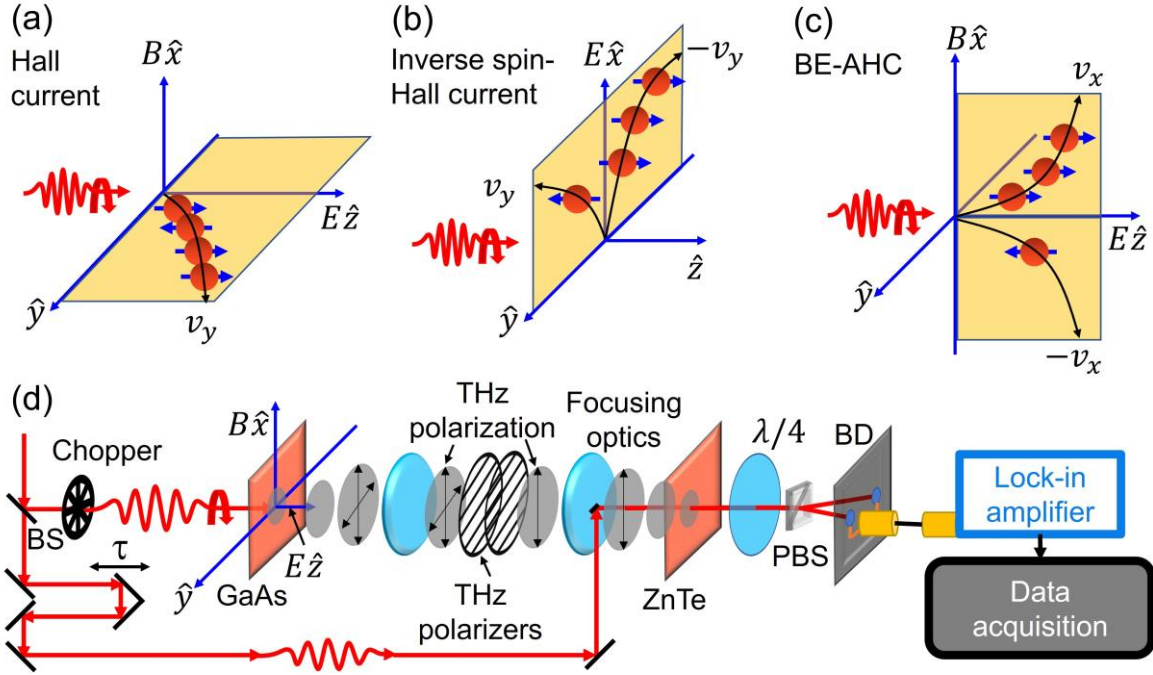 (a)
Hall
current
Bx̂
Eẑ
ŷ
v_y
(b)
Inverse spin-
Hall current
Ex̂
-v_y
v_y
ẑ
ŷ
(c)
BE-AHC
Bx̂
v_x
Eẑ
ŷ
-v_x
(d)
Chopper
BS
τ
Bx̂
Eẑ
ŷ
GaAs
THz
polarization
THz
polarizers
Focusing
optics
ZnTe
λ/4
PBS
BD
Lock-in
amplifier
Data
acquisition